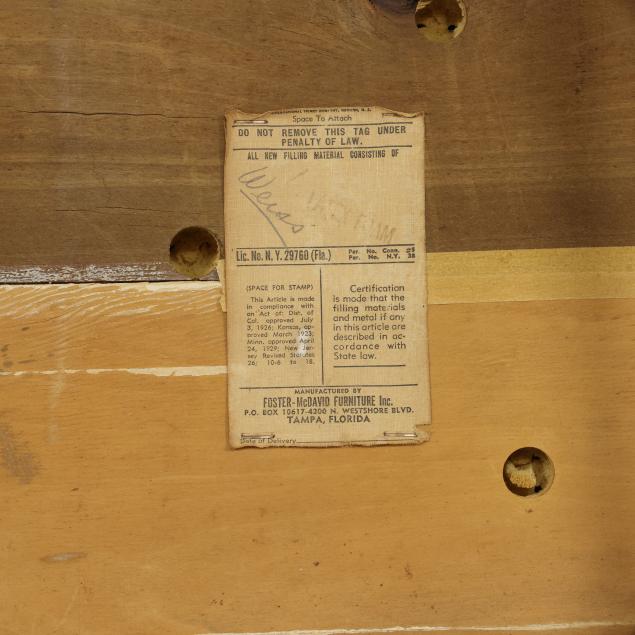 Space To Attach
DO NOT REMOVE THIS TAG UNDER
PENALTY OF LAW.
ALL NEW FILLING MATERIAL CONSISTING OF
Weiss
Lic. No. N. Y. 29760 (Fla.)
Per. No. Conn. 25
Per. No. N.Y. 38
(SPACE FOR STAMP)
This Article is made
in compliance with
an Act of: Dist. of
Cal. approved July
3, 1926; Kansas, ap-
proved March 1923;
Minn. approved April
24, 1929; New Jer-
sey Revised Statutes
26; 10-6 to 18.
Certification
is mode that the
filling materials
and metal if any
in this article are
described in ac-
cordance with
State law.
MANUFACTURED BY
FOSTER-McDAVID FURNITURE Inc.
P.O. BOX 10617-4200 N. WESTSHORE BLVD.
TAMPA, FLORIDA
Date of Delivery